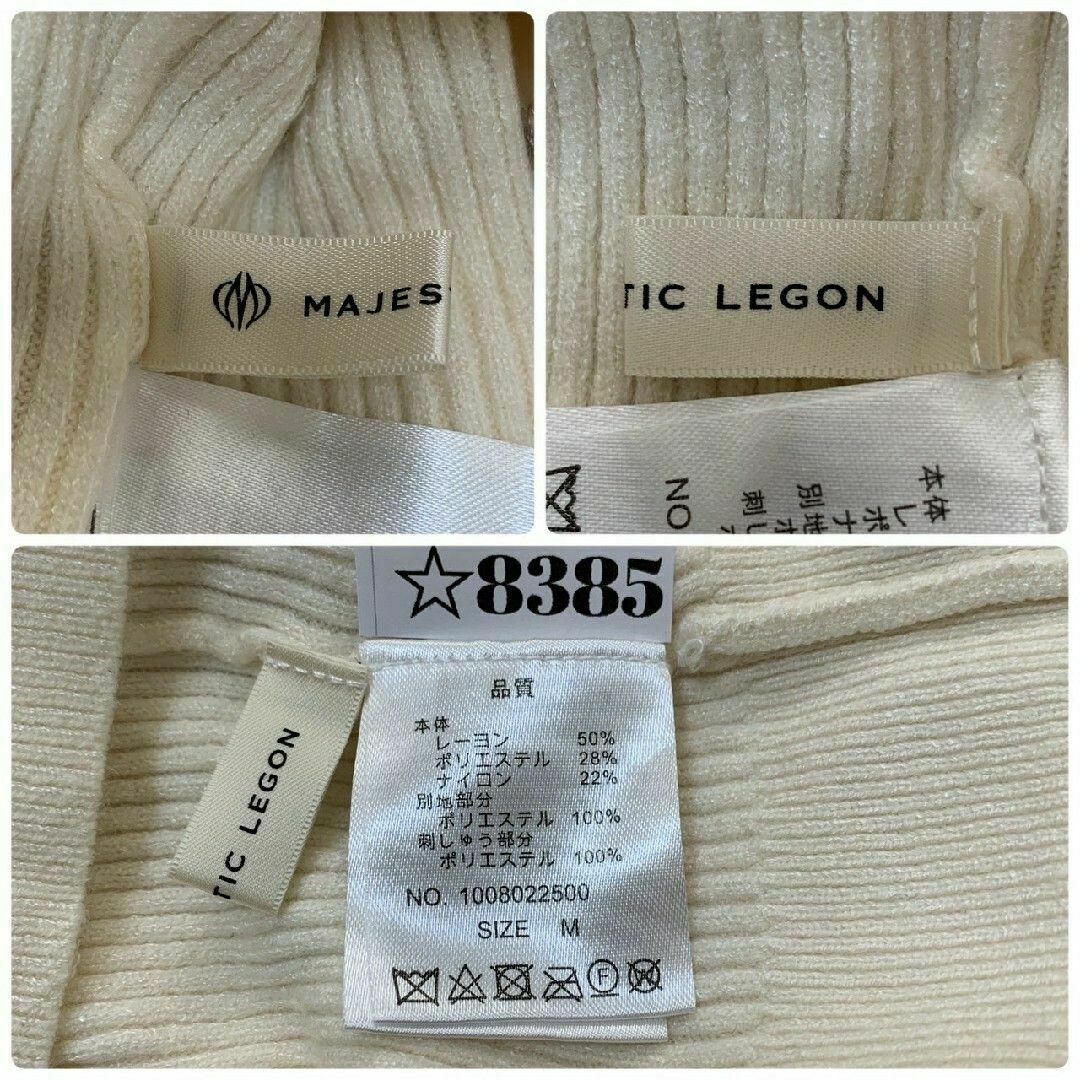 MAJES
TIC LEGON
本体
レ
ポ
ナ
別地
ポ
刺し
NO
☆8385
TIC LEGON
品質
本体
レーヨン 50%
ポリエステル 28%
ナイロン 22%
別地部分
ポリエステル 100%
刺しゅう部分
ポリエステル 100%
NO. 1008022500
SIZE M
F